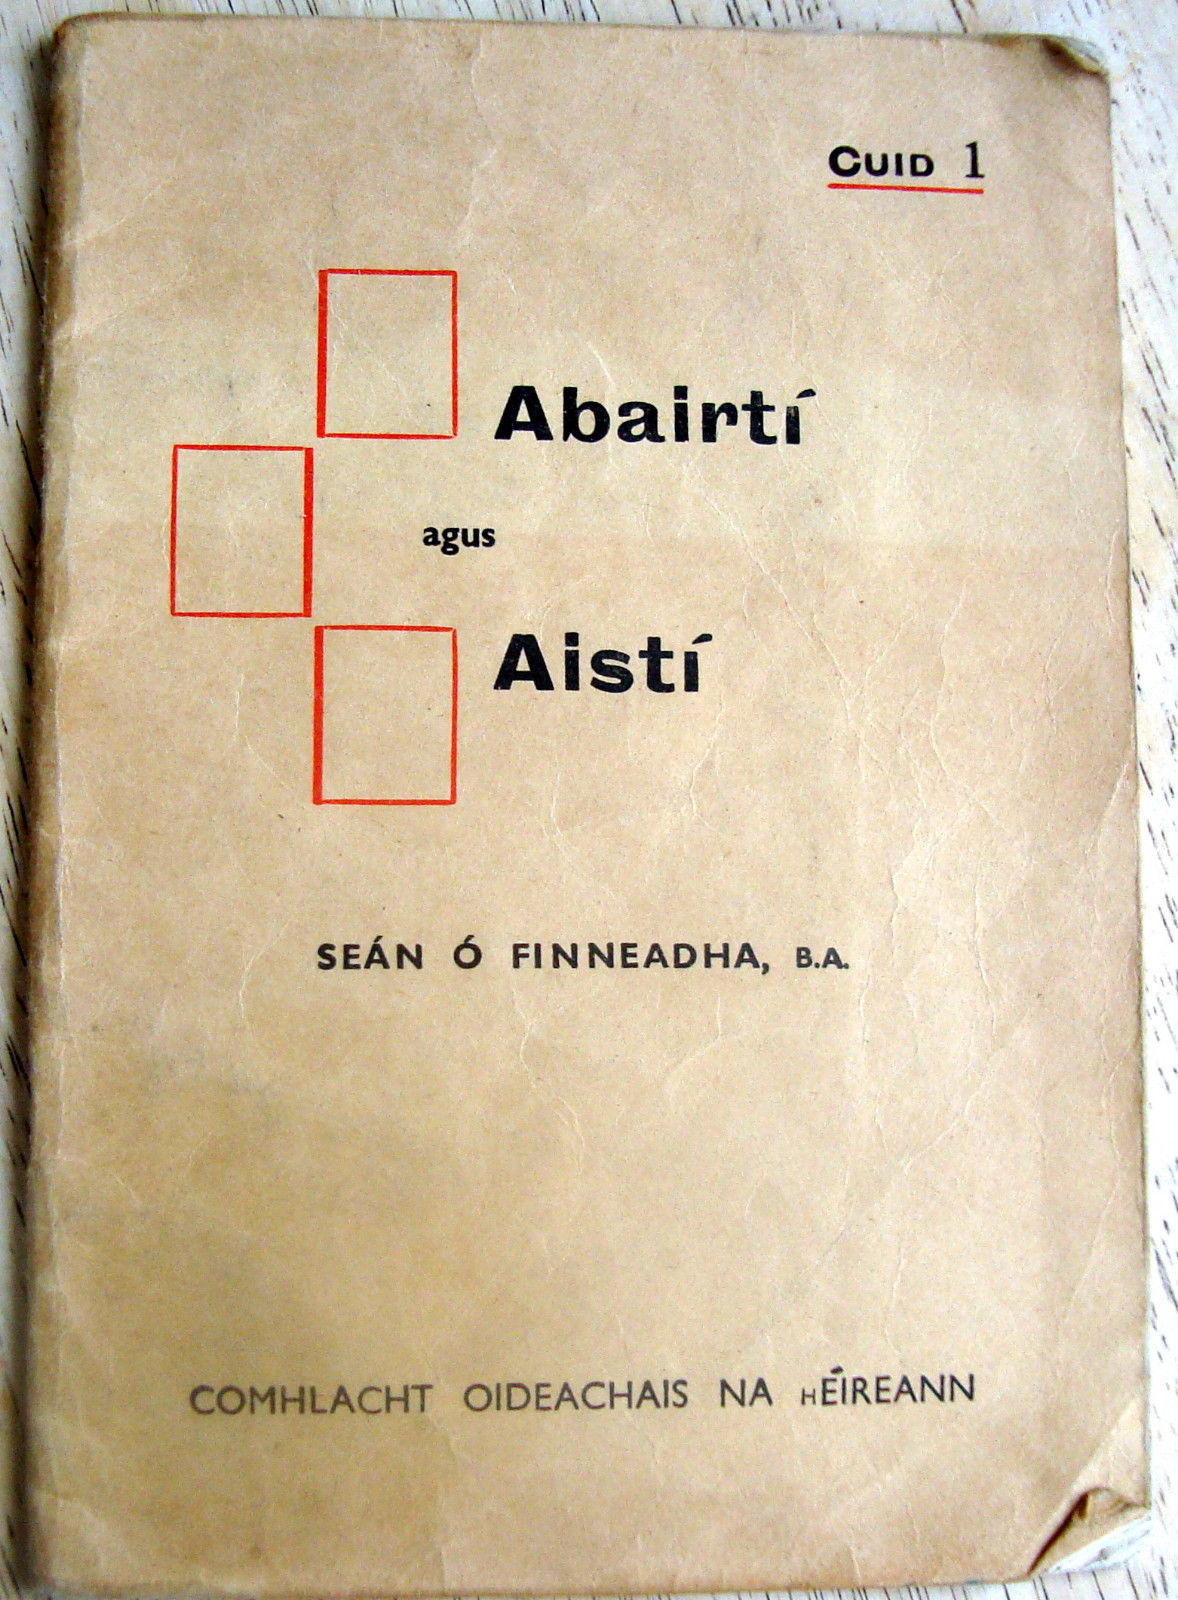 CUID 1
Abairtí
agus
Aistí
SEÁN Ó FINNEADHA, B.A.
COMHLACHT OIDEACHAIS NA hÉIREANN